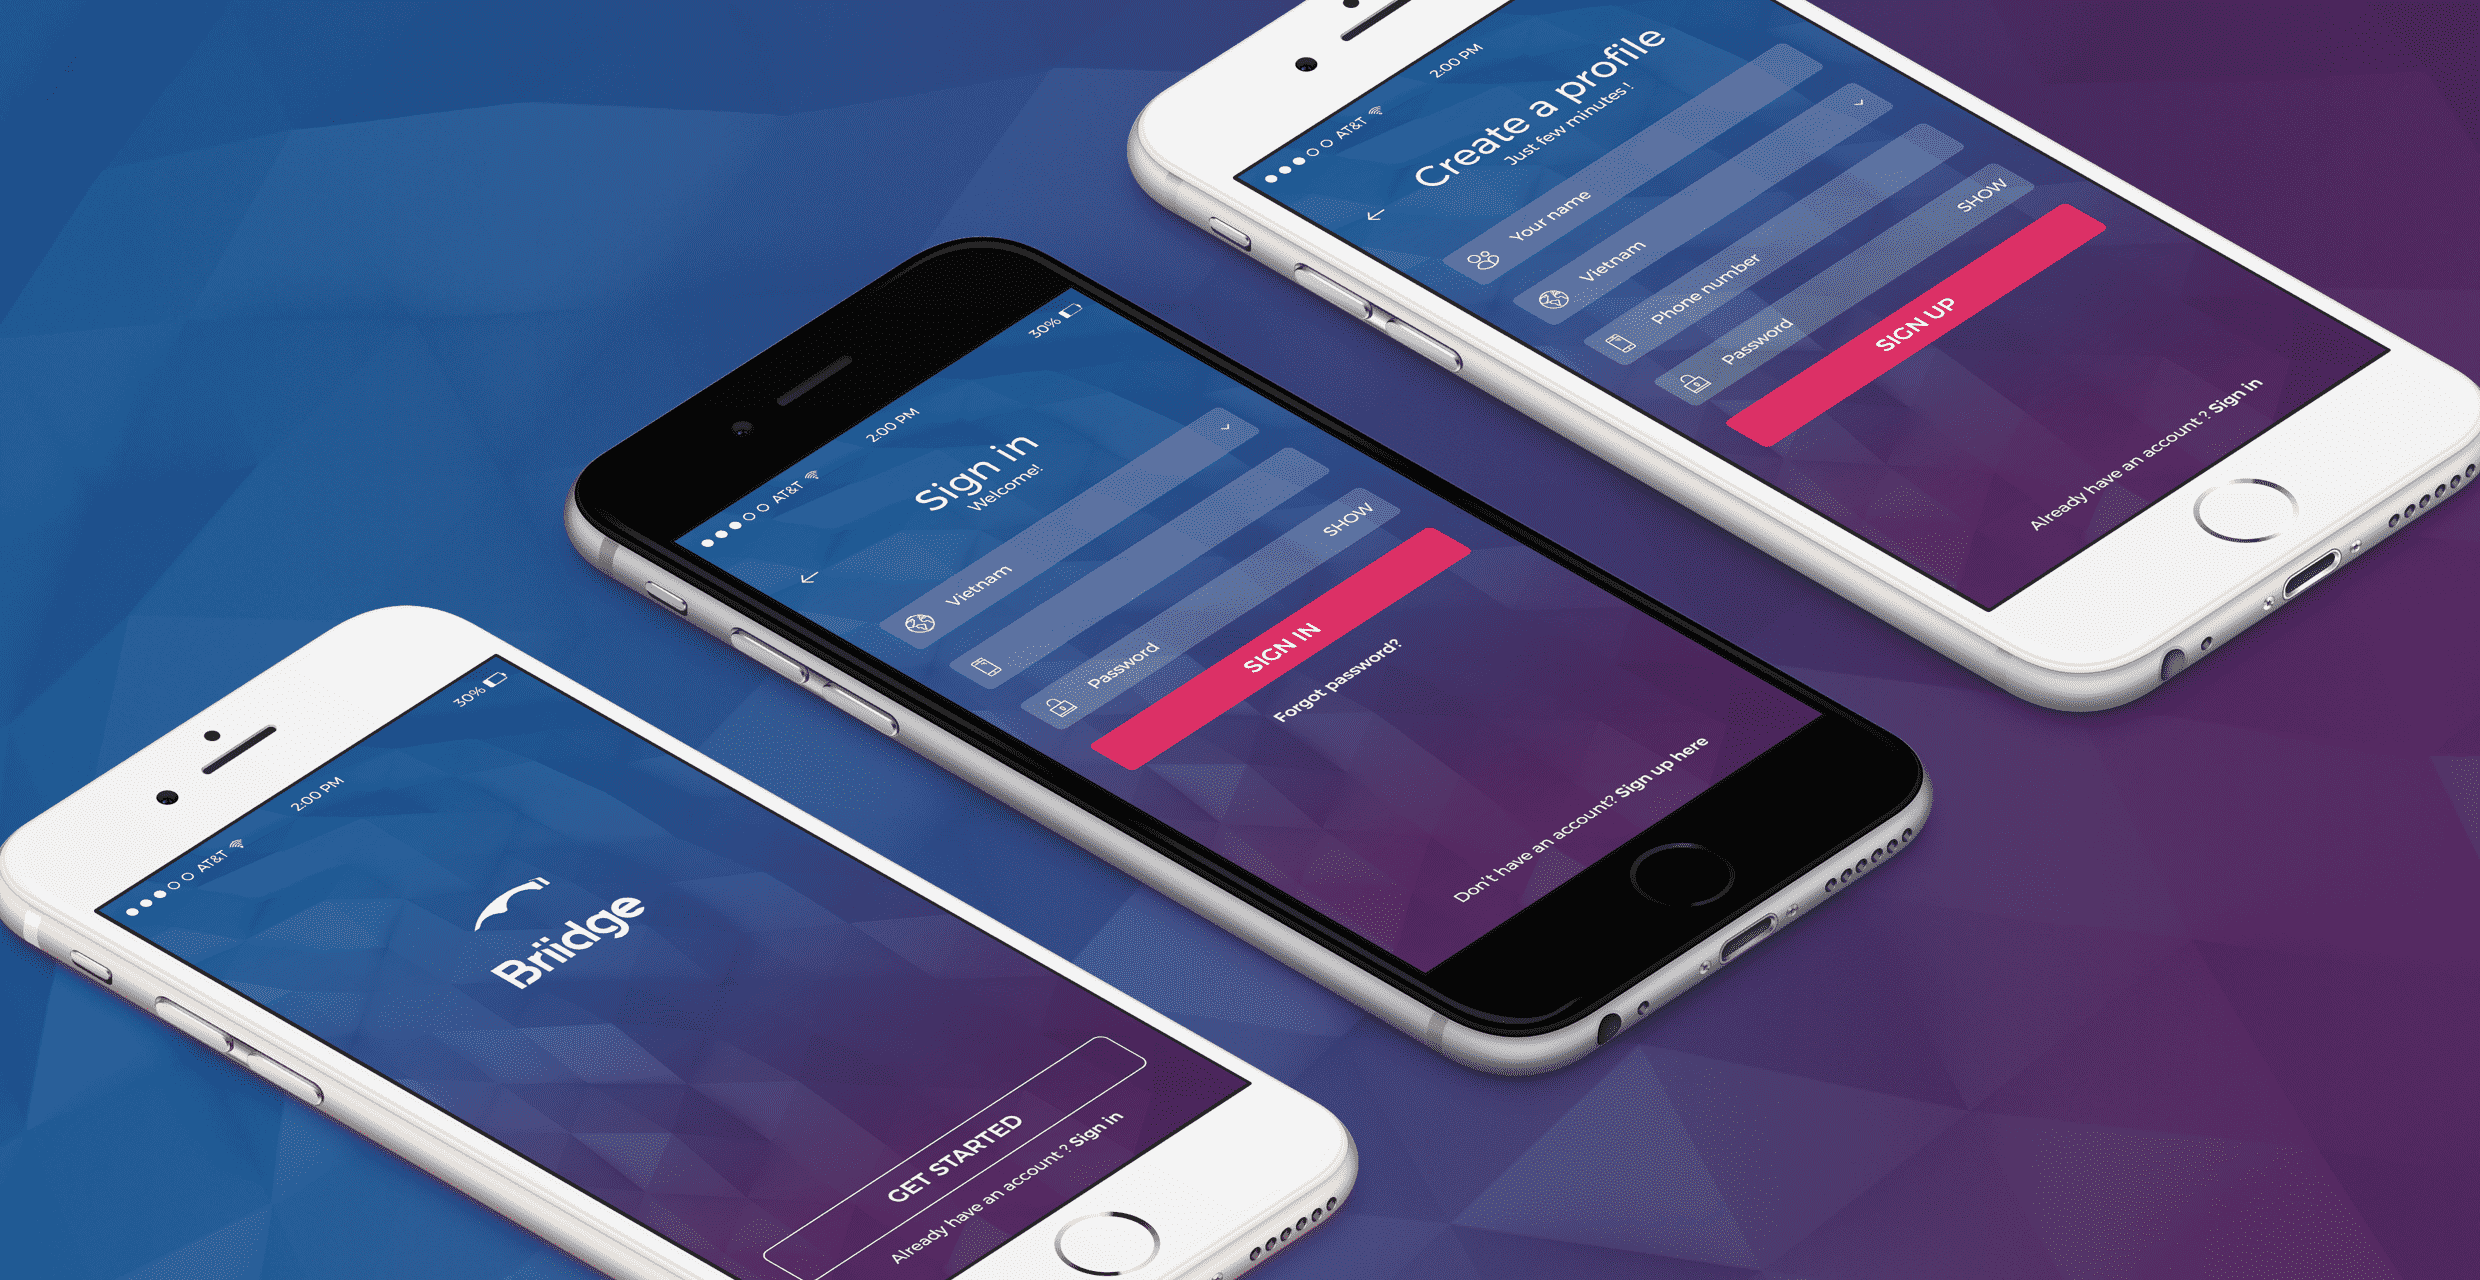 AT&T 2:00 PM 30%
Briidge
GET STARTED
Already have an account ? Sign in
AT&T 2:00 PM 30%
Sign in
Welcome!
Vietnam
Password SHOW
SIGN IN
Forgot password?
Don't have an account? Sign up here
AT&T 2:00 PM
Create a profile
Just few minutes !
Your name
Vietnam
Phone number
Password SHOW
SIGN UP
Already have an account ? Sign in